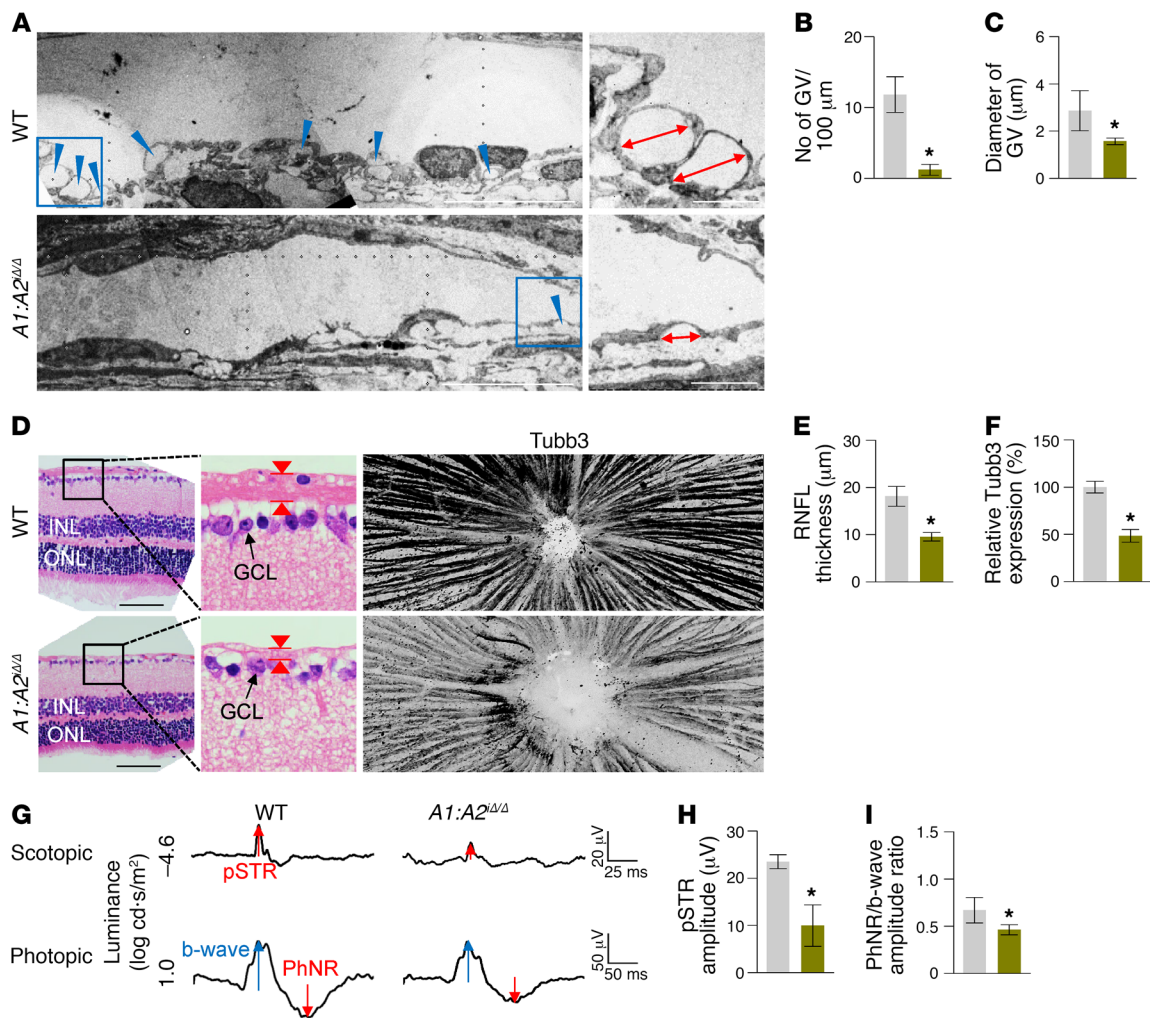 A
WT
A1:A2iΔ/Δ
B
No of GV/
100 μm
20
10
0
*
C
Diameter of
GV (μm)
6
4
2
0
*
D
Tubb3
WT
INL
ONL
GCL
A1:A2iΔ/Δ
INL
ONL
GCL
E
RNFL
thickness (μm)
30
20
10
0
*
F
Relative Tubb3
expression (%)
150
100
50
0
*
G
WT
A1:A2iΔ/Δ
Scotopic
Photopic
Luminance
(log cd·s/m²)
−4.6
1.0
pSTR
20 μV
25 ms
b-wave
PhNR
50 μV
50 ms
H
pSTR
amplitude (μV)
30
20
10
0
*
I
PhNR/b-wave
amplitude ratio
1.5
1.0
0.5
0
*